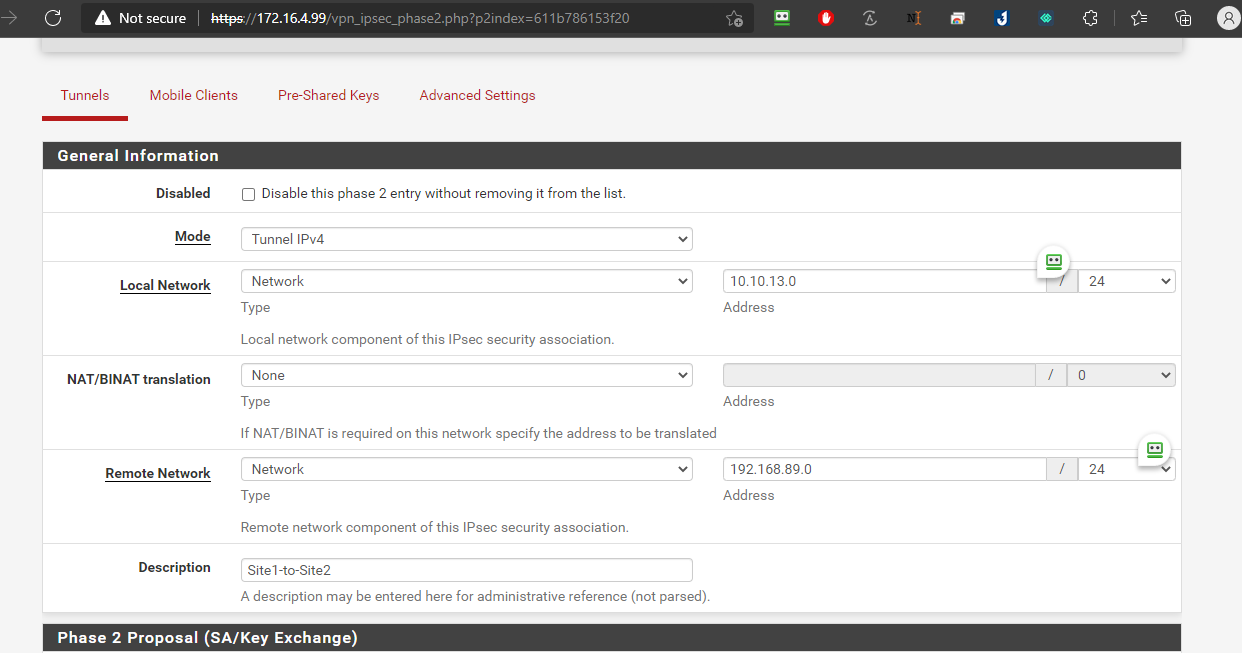 Not secure https://172.16.4.99/vpn_ipsec_phase2.php?p2index=611b786153f20
Tunnels Mobile Clients Pre-Shared Keys Advanced Settings
General Information
Disabled Disable this phase 2 entry without removing it from the list.
Mode Tunnel IPv4
Local Network Network 10.10.13.0 / 24
Type Address
Local network component of this IPsec security association.
NAT/BINAT translation None / 0
Type Address
If NAT/BINAT is required on this network specify the address to be translated
Remote Network Network 192.168.89.0 / 24
Type Address
Remote network component of this IPsec security association.
Description Site1-to-Site2
A description may be entered here for administrative reference (not parsed).
Phase 2 Proposal (SA/Key Exchange)